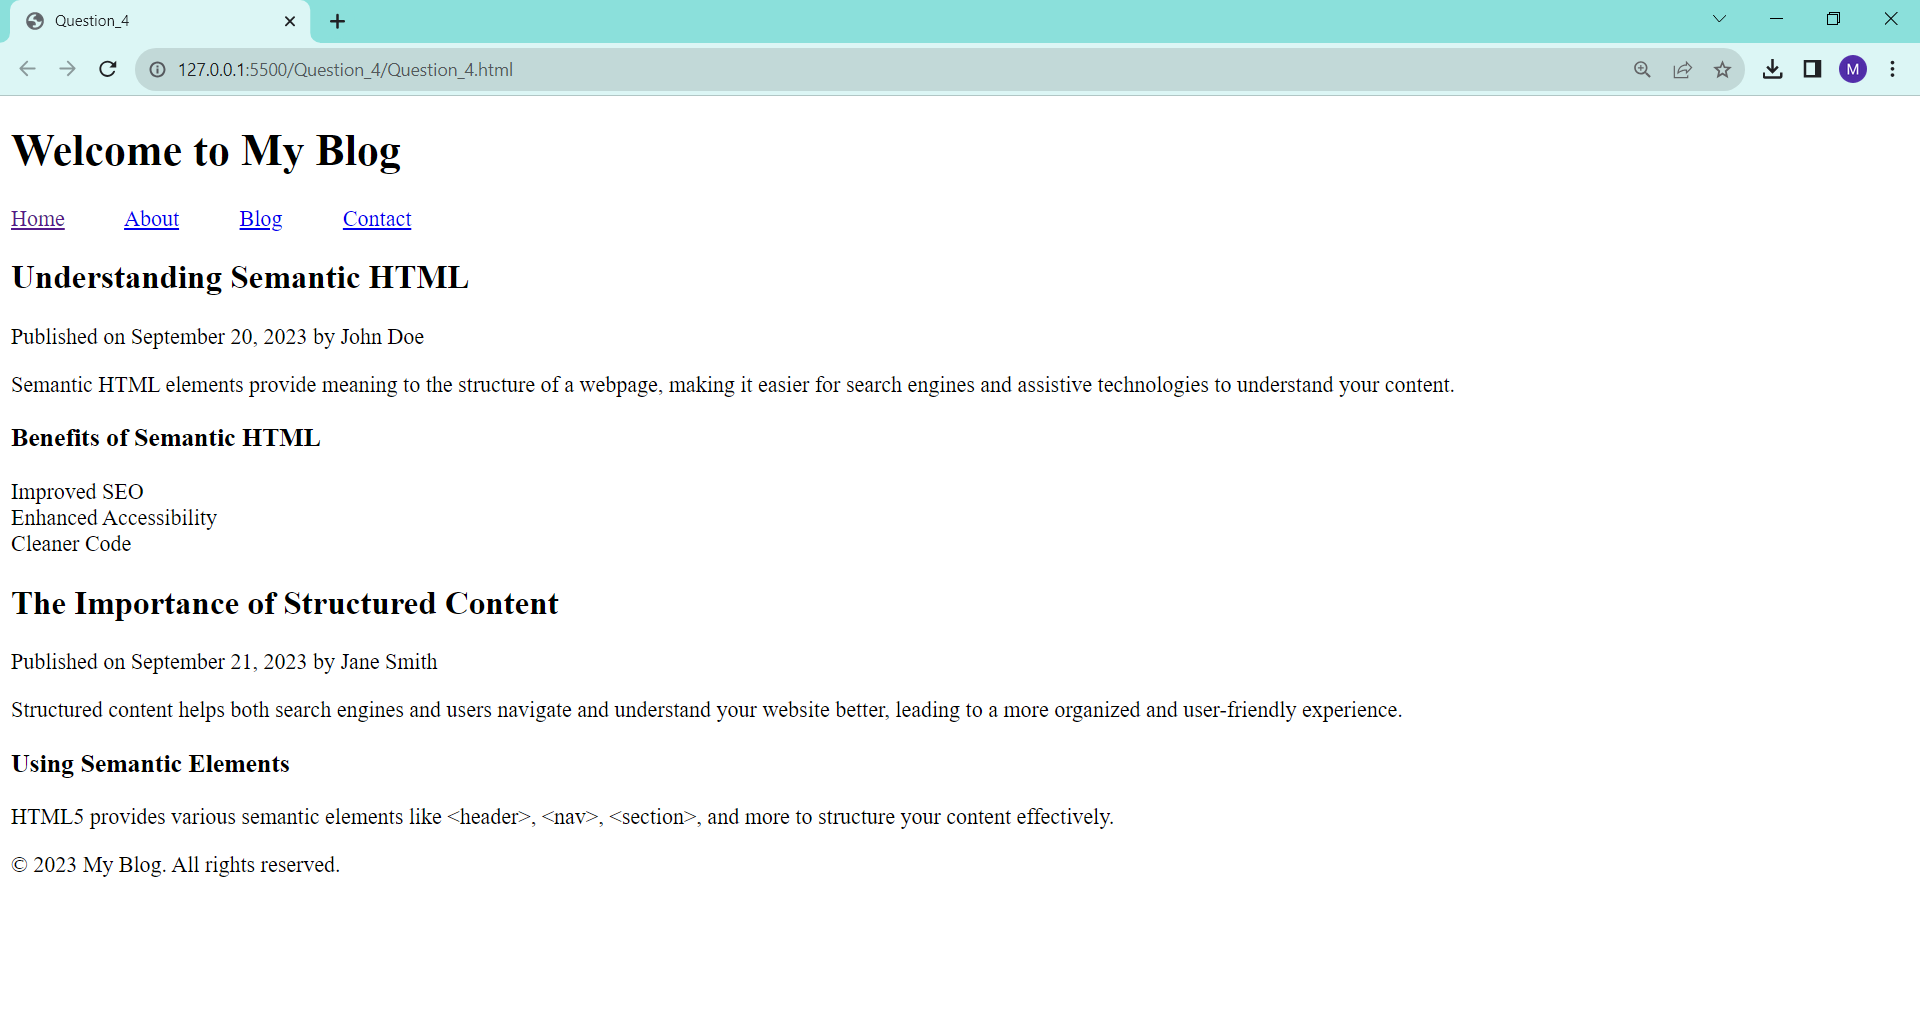 Question_4
127.0.0.1:5500/Question_4/Question_4.html
M
Welcome to My Blog
Home About Blog Contact
Understanding Semantic HTML
Published on September 20, 2023 by John Doe
Semantic HTML elements provide meaning to the structure of a webpage, making it easier for search engines and assistive technologies to understand your content.
Benefits of Semantic HTML
Improved SEO
Enhanced Accessibility
Cleaner Code
The Importance of Structured Content
Published on September 21, 2023 by Jane Smith
Structured content helps both search engines and users navigate and understand your website better, leading to a more organized and user-friendly experience.
Using Semantic Elements
HTML5 provides various semantic elements like <header>, <nav>, <section>, and more to structure your content effectively.
© 2023 My Blog. All rights reserved.